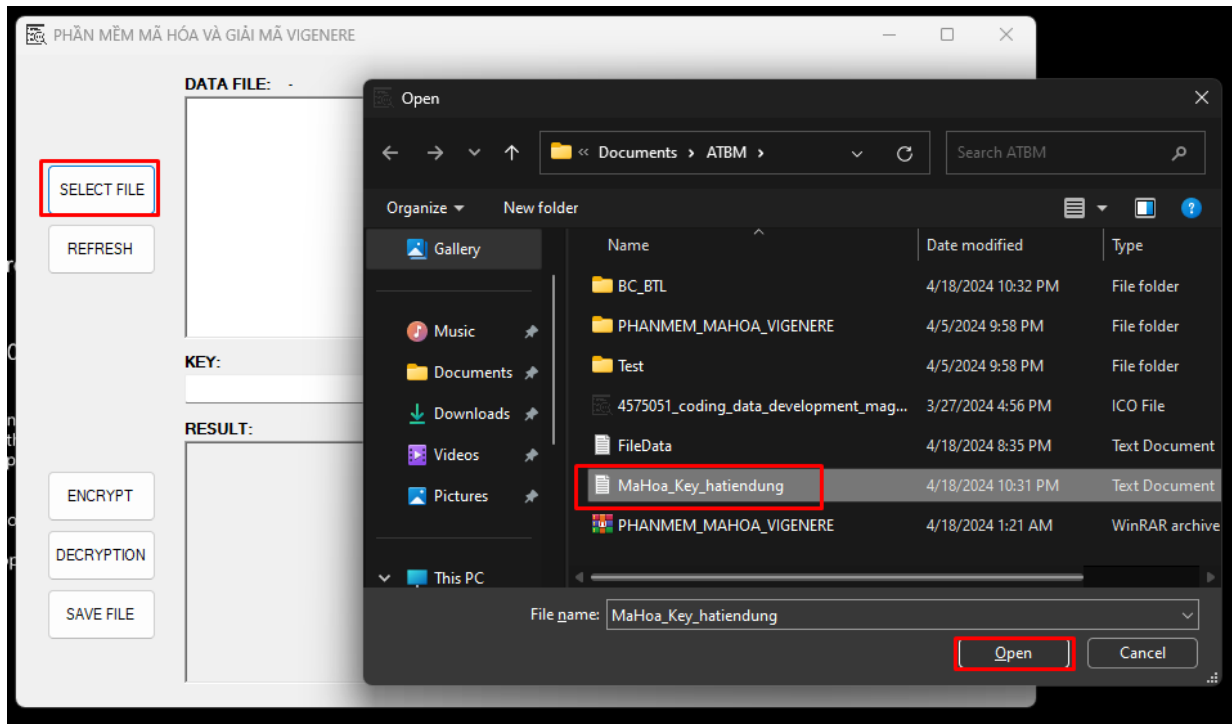 PHẦN MỀM MÃ HÓA VÀ GIẢI MÃ VIGENERE
DATA FILE: -
SELECT FILE
REFRESH
KEY:
RESULT:
ENCRYPT
DECRYPTION
SAVE FILE
Open
« Documents › ATBM ›
Search ATBM
Organize
New folder
Name Date modified Type
Gallery
BC_BTL 4/18/2024 10:32 PM File folder
PHANMEM_MAHOA_VIGENERE 4/5/2024 9:58 PM File folder
Music
Test 4/5/2024 9:58 PM File folder
Documents
4575051_coding_data_development_mag... 3/27/2024 4:56 PM ICO File
Downloads
FileData 4/18/2024 8:35 PM Text Document
Videos
MaHoa_Key_hatiendung 4/18/2024 10:31 PM Text Document
Pictures
PHANMEM_MAHOA_VIGENERE 4/18/2024 1:21 AM WinRAR archive
This PC
File name: MaHoa_Key_hatiendung
Open Cancel